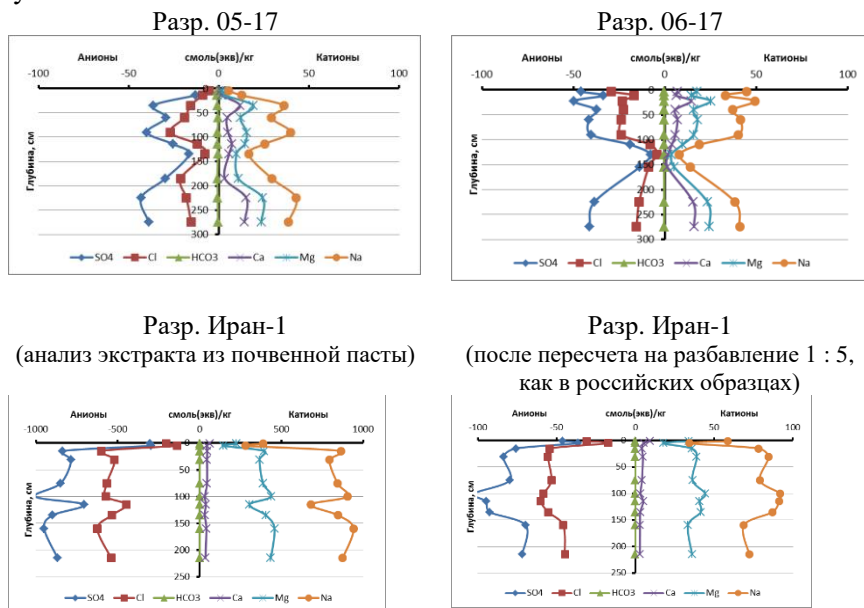 Разр. 05-17
Анионы смоль(экв)/кг Катионы
-100 -50 0 50 100
0
50
100
150
200
250
300
Глубина, см
SO4 Cl HCO3 Ca Mg Na
Разр. 06-17
Анионы смоль(экв)/кг Катионы
-100 -50 0 50 100
0
50
100
150
200
250
300
Глубина, см
SO4 Cl HCO3 Ca Mg Na
Разр. Иран-1
(анализ экстракта из почвенной пасты)
Анионы смоль(экв)/кг Катионы
-1000 -500 0 500 1000
0
50
100
150
200
250
Глубина, см
SO4 Cl HCO3 Ca Mg Na
Разр. Иран-1
(после пересчета на разбавление 1 : 5,
как в российских образцах)
Анионы смоль(экв)/кг Катионы
-100 -50 0 50 100
0
50
100
150
200
250
Глубина, см
SO4 Cl HCO3 Ca Mg Na